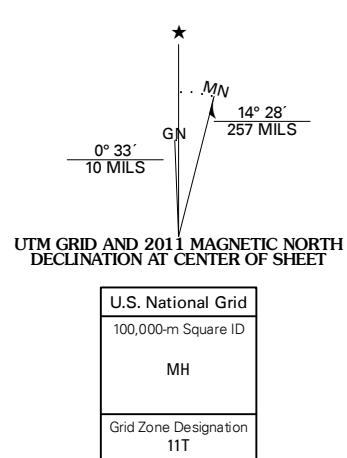 ★
MN
14° 28´
257 MILS
GN
0° 33´
10 MILS
UTM GRID AND 2011 MAGNETIC NORTH
DECLINATION AT CENTER OF SHEET
U.S. National Grid
100,000-m Square ID
MH
Grid Zone Designation
11T